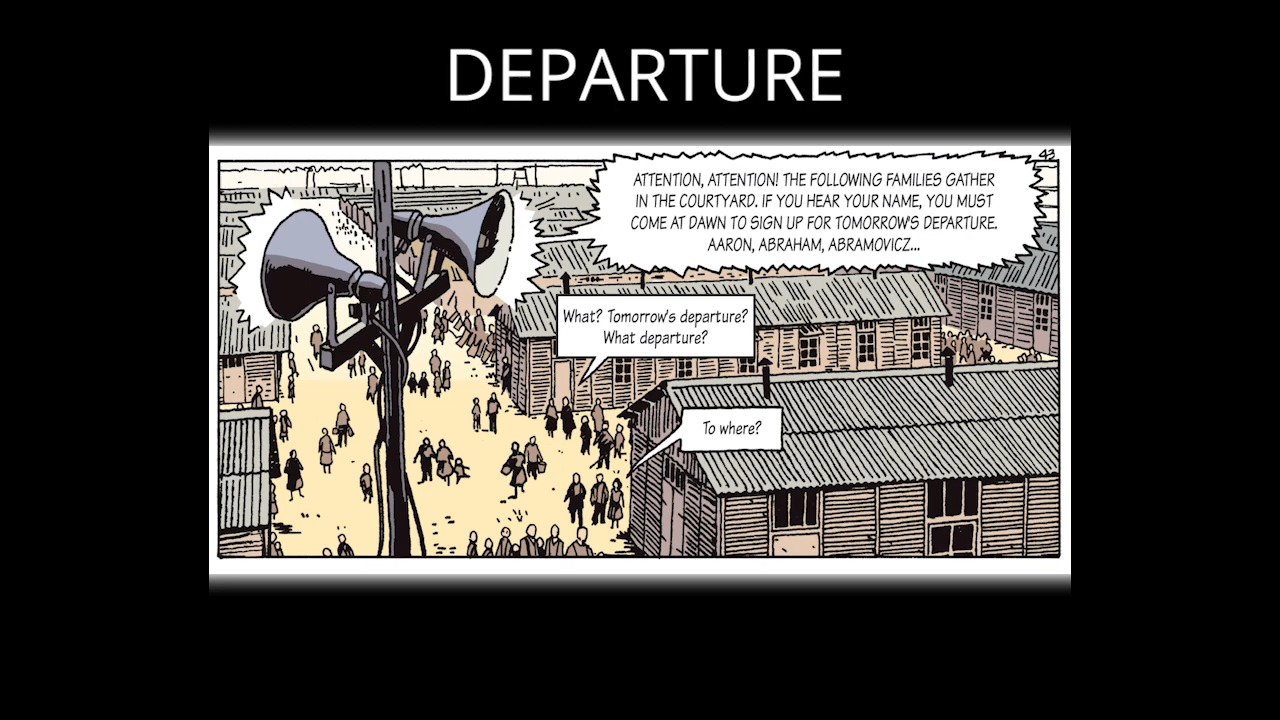 DEPARTURE
43
ATTENTION, ATTENTION! THE FOLLOWING FAMILIES GATHER
IN THE COURTYARD. IF YOU HEAR YOUR NAME, YOU MUST
COME AT DAWN TO SIGN UP FOR TOMORROW'S DEPARTURE.
AARON, ABRAHAM, ABRAMOVICZ...
What? Tomorrow's departure?
What departure?
To where?